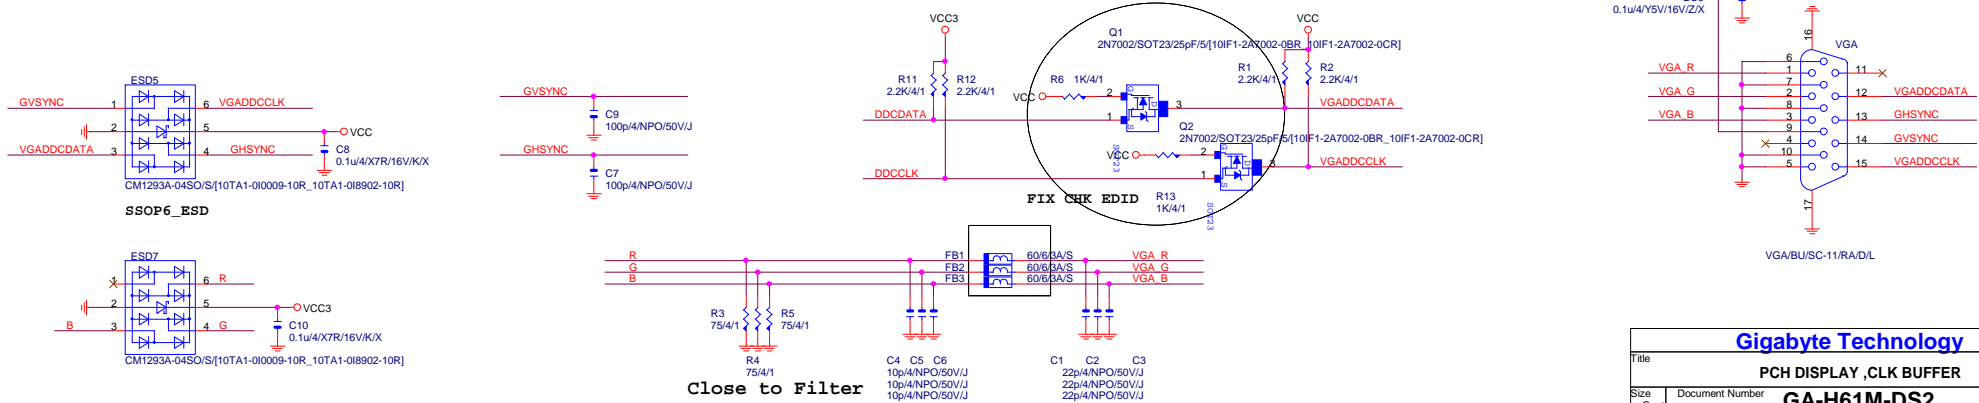 ESD5
GVSYNC
1
6
VGADDCCLK
2
5
VCC
VGADDCDATA
3
4
GHSYNC
C8
0.1u/4/X7R/16V/K/X
CM1293A-04SO/S/[10TA1-0I0009-10R_10TA1-0I8902-10R]
SSOP6_ESD
ESD7
1
6
R
2
5
VCC3
B
3
4
G
C10
0.1u/4/X7R/16V/K/X
CM1293A-04SO/S/[10TA1-0I0009-10R_10TA1-0I8902-10R]
GVSYNC
C9
100p/4/NPO/50V/J
GHSYNC
C7
100p/4/NPO/50V/J
VCC3
R11
2.2K/4/1
R12
2.2K/4/1
DDCDATA
DDCCLK
Q1
2N7002/SOT23/25pF/5/[10IF1-2A7002-0BR_10IF1-2A7002-0CR]
VCC
R6
1K/4/1
VCC
R1
2.2K/4/1
R2
2.2K/4/1
2
1
3
G
D
S
VGADDCDATA
Q2
2N7002/SOT23/25pF/5/[10IF1-2A7002-0BR_10IF1-2A7002-0CR]
VCC
SOT23
2
1
3
G
D
S
VGADDCCLK
R13
1K/4/1
SOT23
FIX CHK EDID
R
G
B
FB1
FB2
FB3
60/6/3A/S
60/6/3A/S
60/6/3A/S
VGA_R
VGA_G
VGA_B
R3
75/4/1
R5
75/4/1
R4
75/4/1
C4 C5 C6
10p/4/NPO/50V/J
10p/4/NPO/50V/J
10p/4/NPO/50V/J
C1 C2 C3
22p/4/NPO/50V/J
22p/4/NPO/50V/J
22p/4/NPO/50V/J
Close to Filter
0.1u/4/Y5V/16V/Z/X
VGA
16
VGA_R
VGA_G
VGA_B
6
1
7
2
8
3
9
4
10
5
11
12
13
14
15
17
VGADDCDATA
GHSYNC
GVSYNC
VGADDCCLK
VGA/BU/SC-11/RA/D/L
Gigabyte Technology
Title
PCH DISPLAY ,CLK BUFFER
Size
Document Number
GA-H61M-DS2